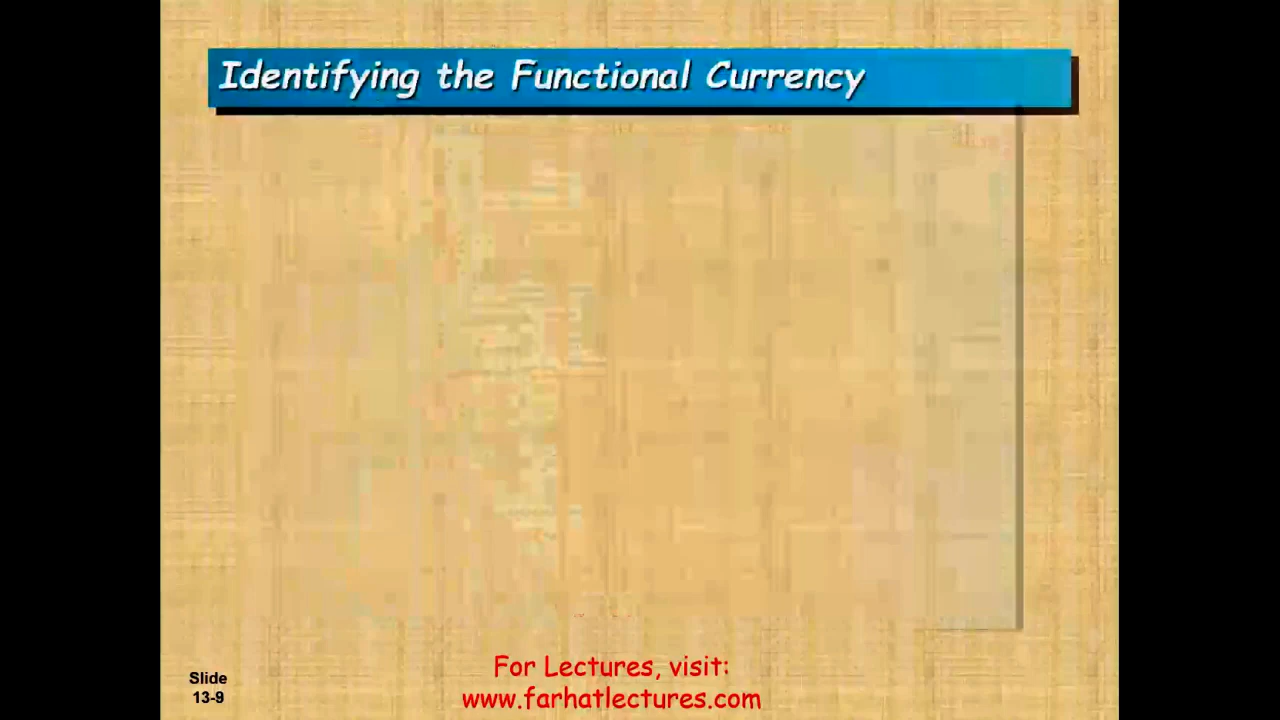 Identifying the Functional Currency
For Lectures, visit:
www.farhatlectures.com
Slide
13-9